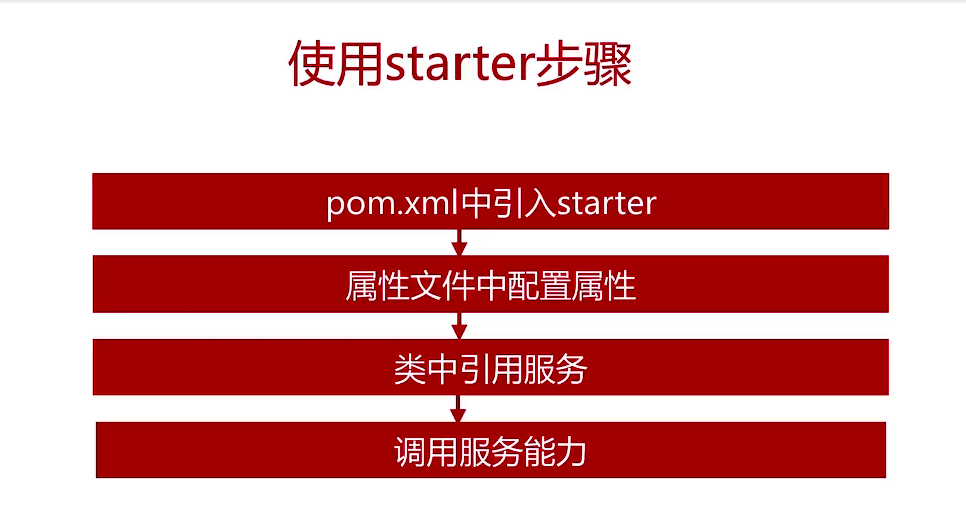 使用starter步骤
pom.xml中引入starter
属性文件中配置属性
类中引用服务
调用服务能力